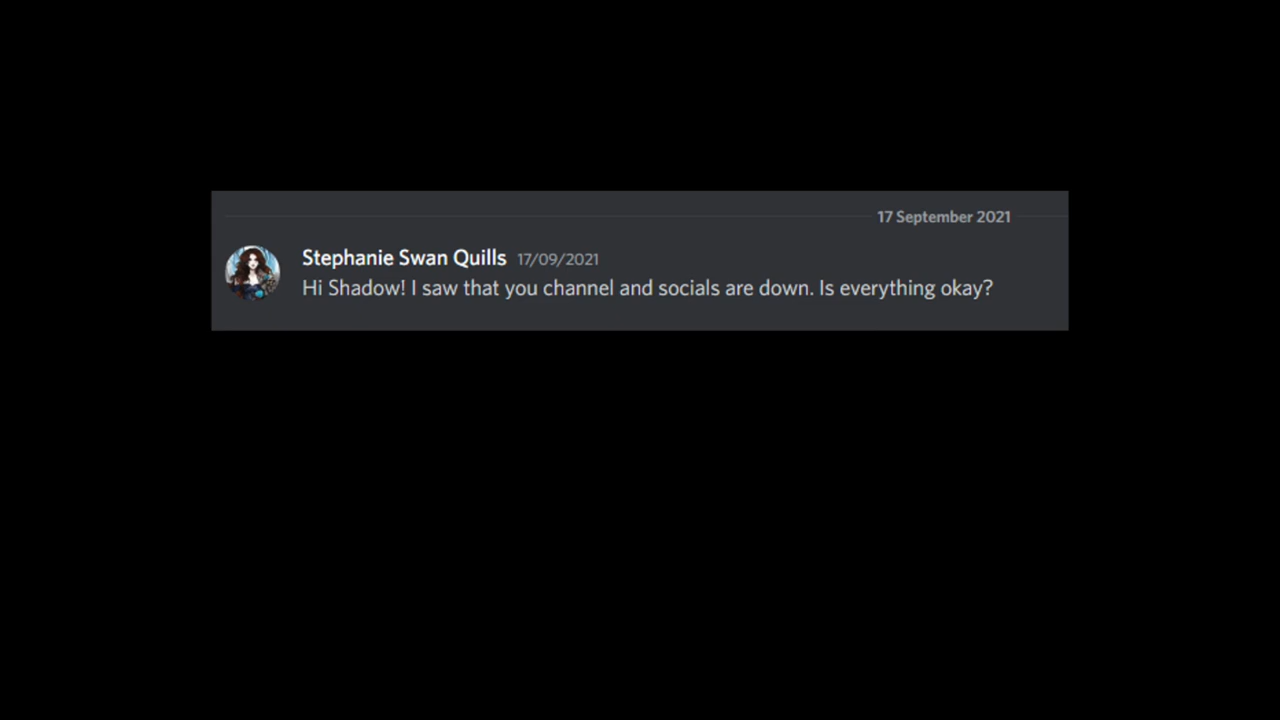 17 September 2021
Stephanie Swan Quills 17/09/2021
Hi Shadow! I saw that you channel and socials are down. Is everything okay?